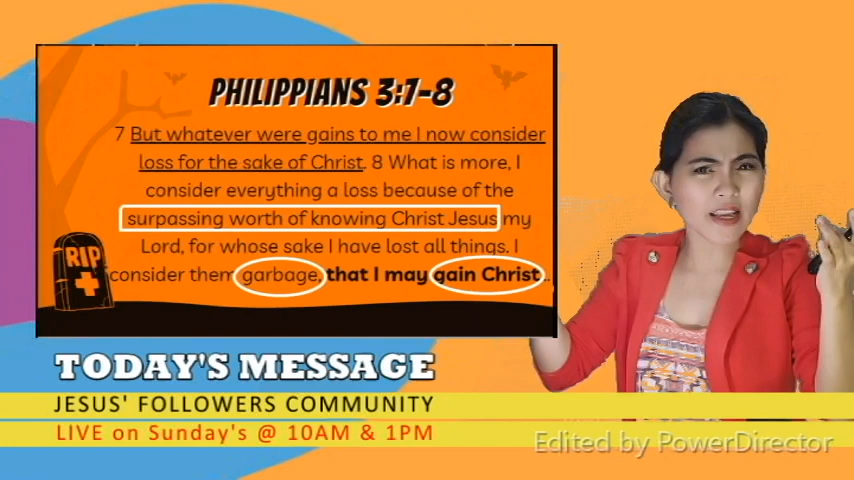 PHILIPPIANS 3:7-8
7 But whatever were gains to me I now consider
loss for the sake of Christ. 8 What is more, I
consider everything a loss because of the
surpassing worth of knowing Christ Jesus my
Lord, for whose sake I have lost all things. I
consider them garbage, that I may gain Christ..
RIP
TODAY'S MESSAGE
JESUS' FOLLOWERS COMMUNITY
LIVE on Sunday's @ 10AM & 1PM
Edited by PowerDirector